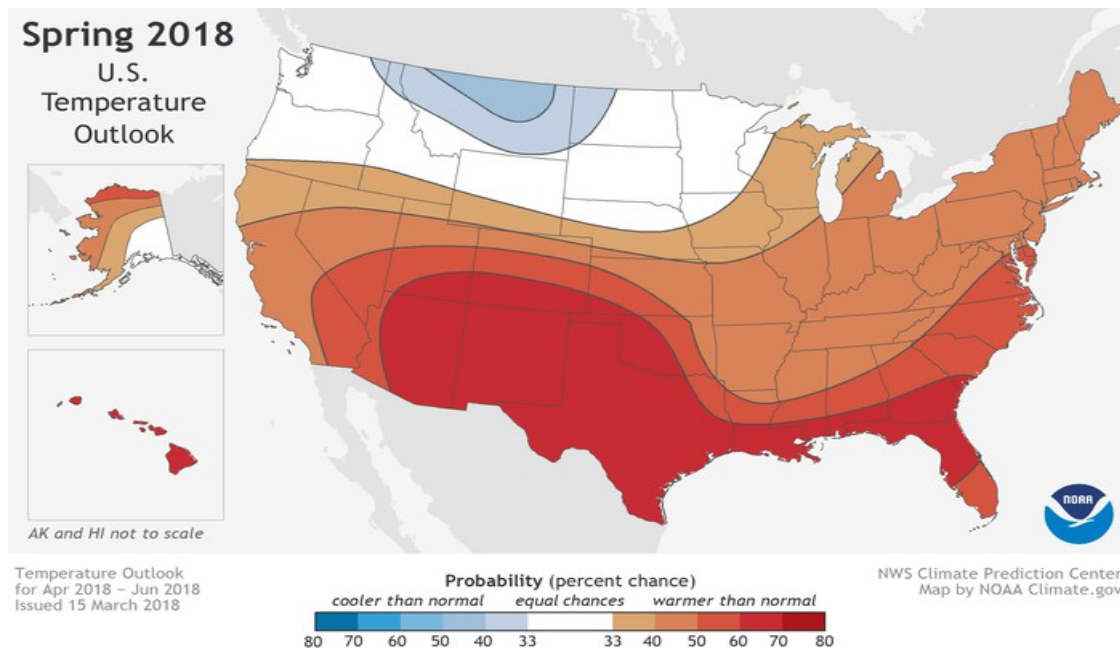 Spring 2018
U.S.
Temperature
Outlook
AK and HI not to scale
NOAA
Temperature Outlook
for Apr 2018 – Jun 2018
Issued 15 March 2018
Probability (percent chance)
cooler than normal equal chances warmer than normal
80 70 60 50 40 33 33 40 50 60 70 80
NWS Climate Prediction Center
Map by NOAA Climate.gov